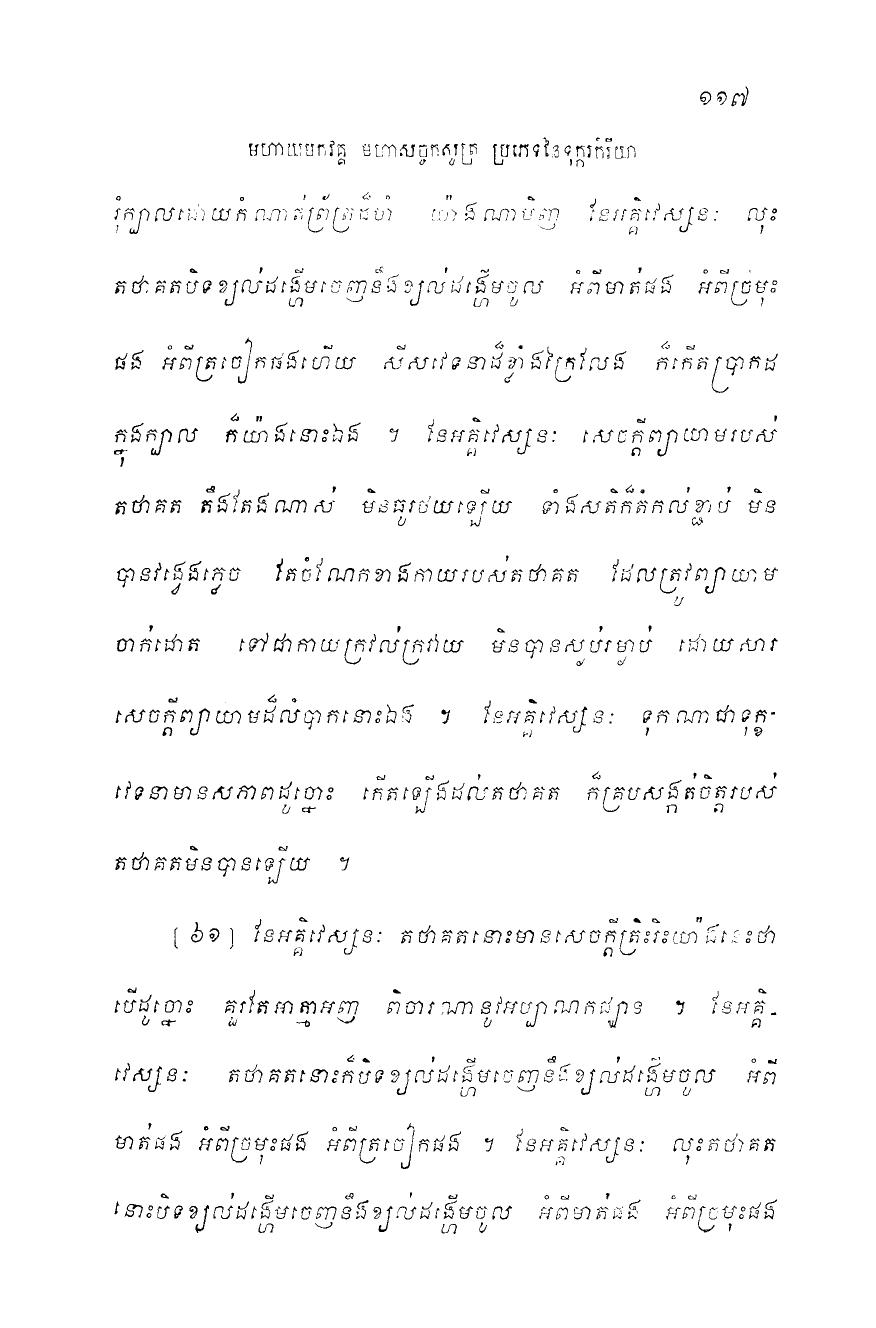 ១១៧
មហាយមកវគ្គ មហាសច្ចកសូត្រ ប្រភេទនៃទុក្ករកិរិយា
រុំក្បាលដោយកំណាត់ព្រ័ត្រដ៏មាំ យ៉ាងណាមិញ នែអគ្គិវេស្សនៈ លុះ
តថាគតបិទខ្យល់ដង្ហើមចេញនឹងខ្យល់ដង្ហើមចូល អំពីមាត់ផង អំពីច្រមុះ
ផង អំពីត្រចៀកផងហើយ សីសវេទនាដ៏ខ្លាំងក្រៃលែង ក៏កើតប្រាកដ
ក្នុងក្បាល ក៏យ៉ាងនោះឯង ។ នែអគ្គិវេស្សនៈ សេចក្តីព្យាយាមរបស់
តថាគត តឹងតែងណាស់ មិនធូរថយឡើយ ទាំងសតិក៏តំកល់ខ្ជាប់ មិន
បានវង្វេងភ្លេច តែចំណែកខាងកាយរបស់តថាគត ដែលត្រូវព្យាយាម
ចាក់ដោត ទៅជាកាយក្រវល់ក្រវាយ មិនបានស្ងប់រម្ងាប់ ដោយសារ
សេចក្តីព្យាយាមដ៏លំបាកនោះឯង ។ នែអគ្គិវេស្សនៈ ទុកណាជាទុក្ខ-
វេទនាមានសភាពដូច្នោះ កើតឡើងដល់តថាគត ក៏គ្របសង្កត់ចិត្តរបស់
តថាគតមិនបានឡើយ ។
[៦១] នែអគ្គិវេស្សនៈ តថាគតនោះមានសេចក្តីត្រិះរិះយ៉ាងនេះថា
បើដូច្នោះ គួរតែអាត្មាអញ ពិចារណានូវអប្បាណកជ្ឈាន ។ នែអគ្គិ-
វេស្សនៈ តថាគតនោះក៏បិទខ្យល់ដង្ហើមចេញនឹងខ្យល់ដង្ហើមចូល អំពី
មាត់ផង អំពីច្រមុះផង អំពីត្រចៀកផង ។ នែអគ្គិវេស្សនៈ លុះតថាគត
នោះបិទខ្យល់ដង្ហើមចេញនឹងខ្យល់ដង្ហើមចូល អំពីមាត់ផង អំពីច្រមុះផង